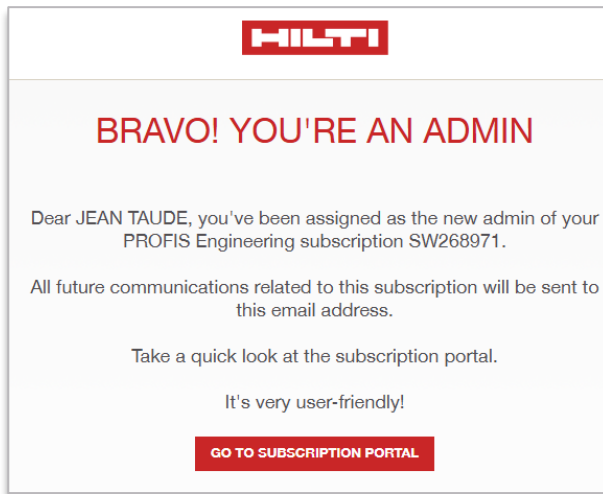 HILTI
BRAVO! YOU'RE AN ADMIN
Dear JEAN TAUDE, you've been assigned as the new admin of your
PROFIS Engineering subscription SW268971.
All future communications related to this subscription will be sent to
this email address.
Take a quick look at the subscription portal.
It's very user-friendly!
GO TO SUBSCRIPTION PORTAL